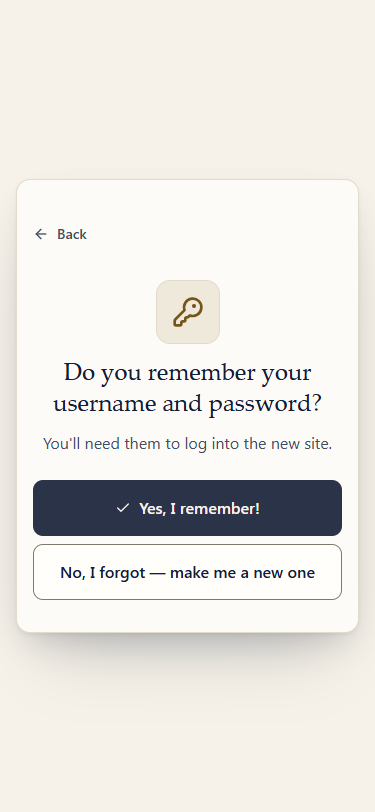 Back
Do you remember your
username and password?
You'll need them to log into the new site.
Yes, I remember!
No, I forgot — make me a new one